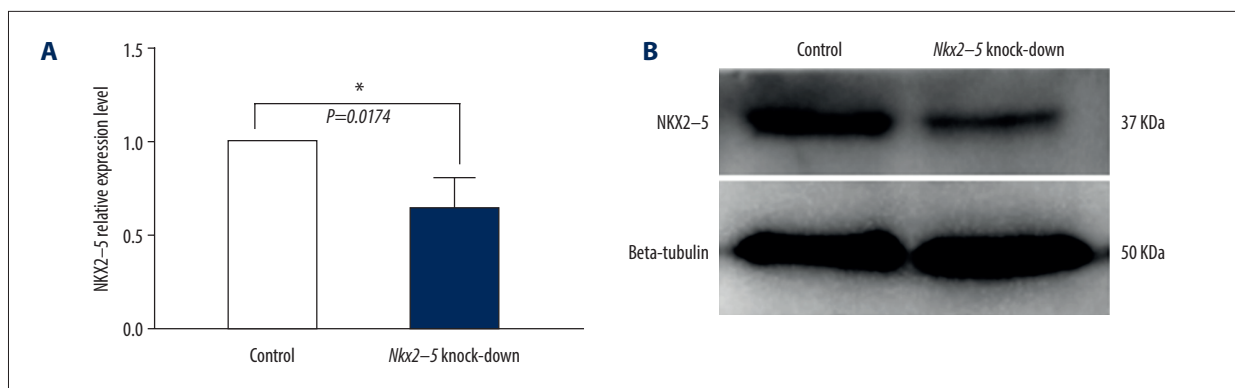 A
1.5
1.0
0.5
0.0
NKX2–5 relative expression level
*
P=0.0174
Control
Nkx2–5 knock-down
B
Control Nkx2–5 knock-down
NKX2–5 37 KDa
Beta-tubulin 50 KDa